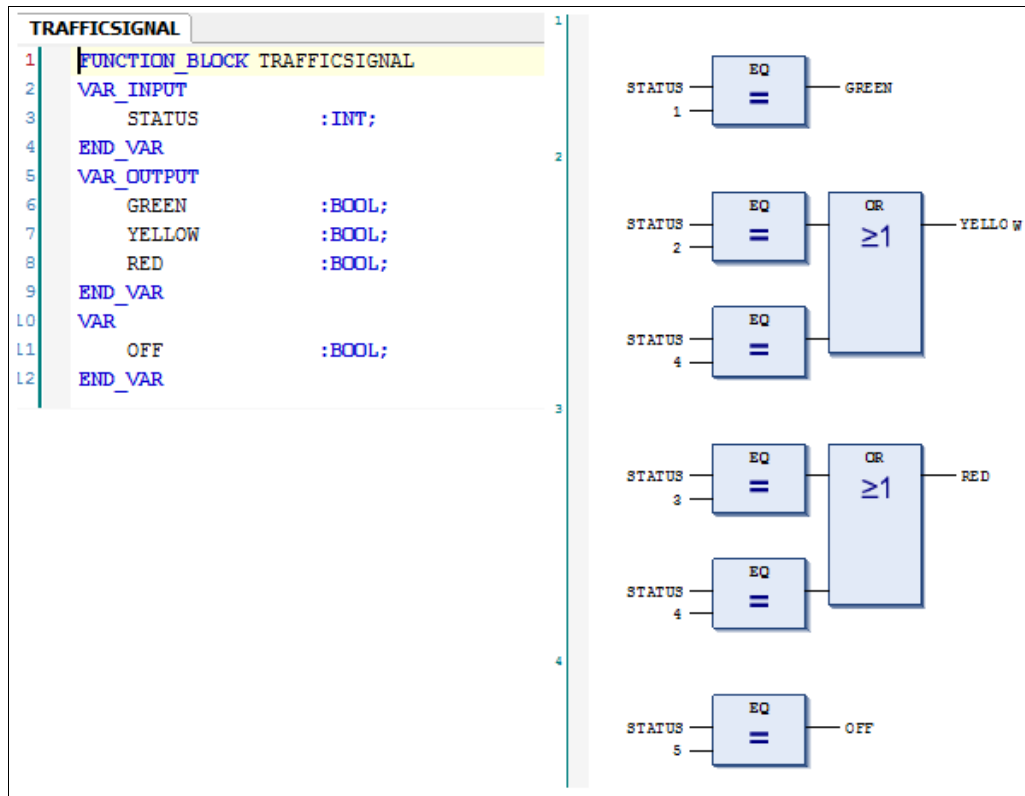 TRAFFICSIGNAL
1 FUNCTION_BLOCK TRAFFICSIGNAL
2 VAR_INPUT
3 STATUS :INT;
4 END_VAR
5 VAR_OUTPUT
6 GREEN :BOOL;
7 YELLOW :BOOL;
8 RED :BOOL;
9 END_VAR
10 VAR
11 OFF :BOOL;
12 END_VAR
1
EQ
STATUS = GREEN
1
2
EQ OR
STATUS = ≥1 YELLOW
2
EQ
STATUS =
4
3
EQ OR
STATUS = ≥1 RED
3
EQ
STATUS =
4
4
EQ
STATUS = OFF
5